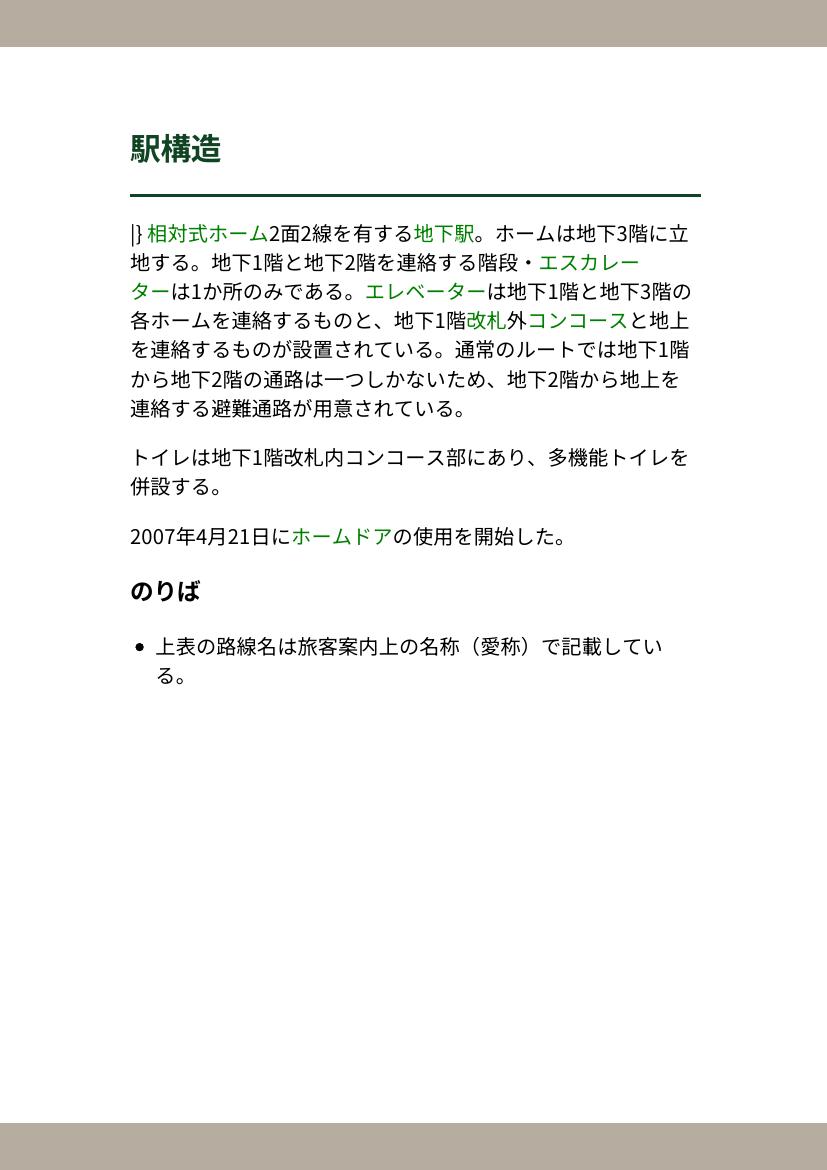 駅構造
|} 相対式ホーム2面2線を有する地下駅。ホームは地下3階に立
地する。地下1階と地下2階を連絡する階段・エスカレー
ターは1か所のみである。エレベーターは地下1階と地下3階の
各ホームを連絡するものと、地下1階改札外コンコースと地上
を連絡するものが設置されている。通常のルートでは地下1階
から地下2階の通路は一つしかないため、地下2階から地上を
連絡する避難通路が用意されている。
トイレは地下1階改札内コンコース部にあり、多機能トイレを
併設する。
2007年4月21日にホームドアの使用を開始した。
のりば
• 上表の路線名は旅客案内上の名称（愛称）で記載してい
る。